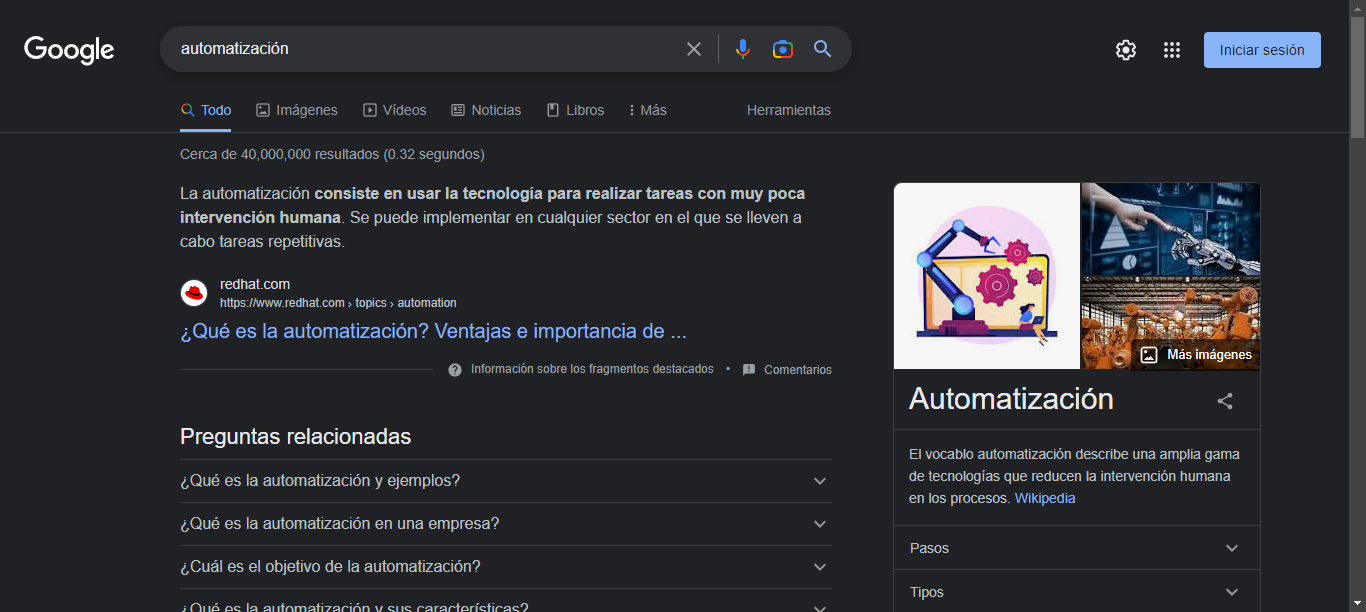 Google
automatización
Iniciar sesión
Todo
Imágenes
Vídeos
Noticias
Libros
Más
Herramientas
Cerca de 40,000,000 resultados (0.32 segundos)
La automatización consiste en usar la tecnología para realizar tareas con muy poca
intervención humana. Se puede implementar en cualquier sector en el que se lleven a
cabo tareas repetitivas.
redhat.com
https://www.redhat.com › topics › automation
¿Qué es la automatización? Ventajas e importancia de ...
Información sobre los fragmentos destacados • Comentarios
Preguntas relacionadas
¿Qué es la automatización y ejemplos?
¿Qué es la automatización en una empresa?
¿Cuál es el objetivo de la automatización?
¿Qué es la automatización y sus características?
Más imágenes
Automatización
El vocablo automatización describe una amplia gama
de tecnologías que reducen la intervención humana
en los procesos. Wikipedia
Pasos
Tipos